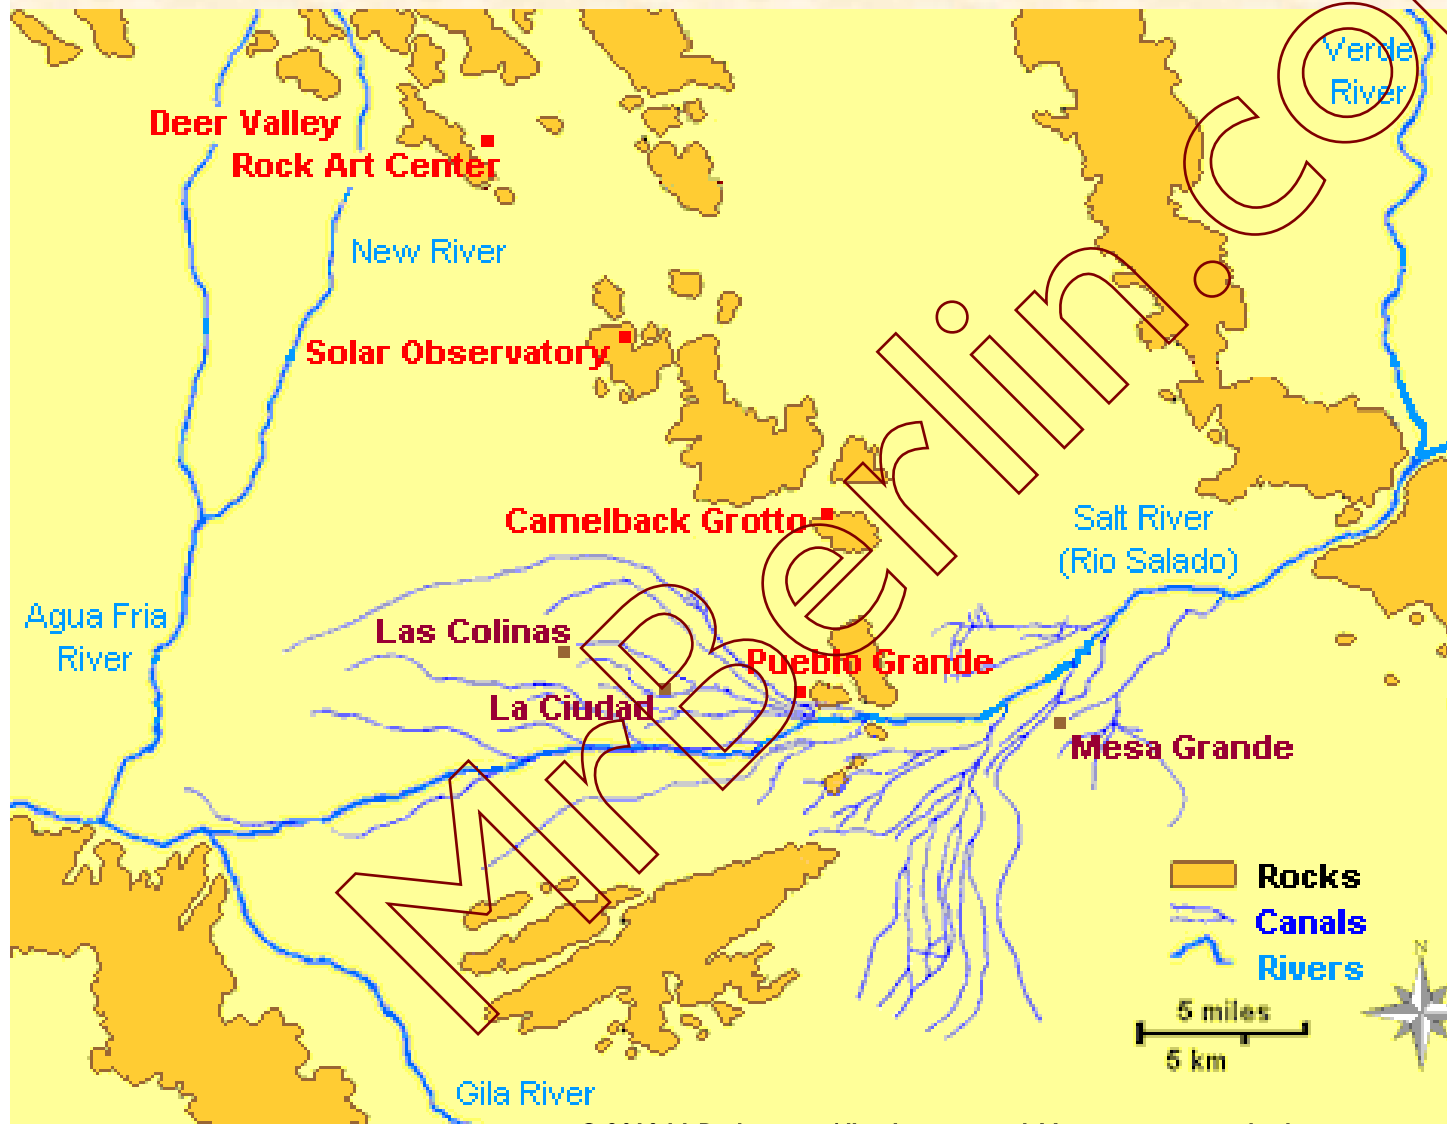 Verde
River
Deer Valley
Rock Art Center
New River
Solar Observatory
Camelback Grotto
Salt River
(Rio Salado)
Agua Fria
River
Las Colinas
Pueblo Grande
La Ciudad
Mesa Grande
MrBerlin.co
Rocks
Canals
Rivers
N
5 miles
5 km
Gila River